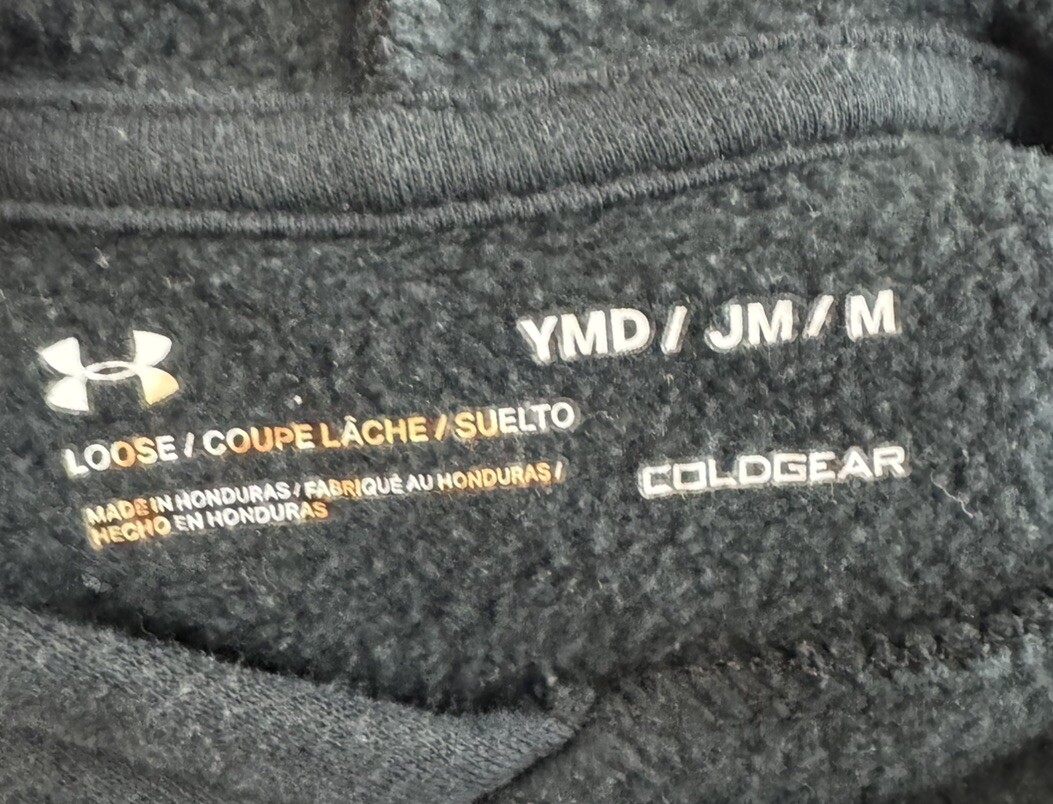 YMD / JM / M
LOOSE / COUPE LÂCHE / SUELTO
COLDGEAR
MADE IN HONDURAS / FABRIQUÉ AU HONDURAS /
HECHO EN HONDURAS